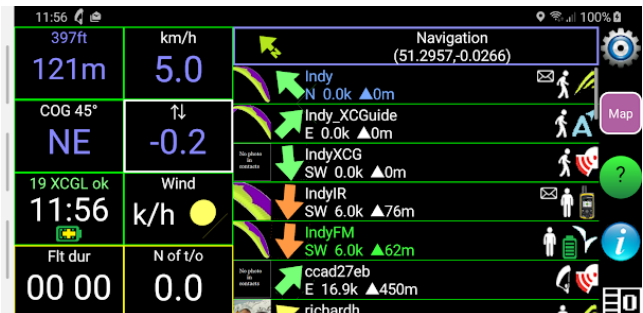 11:56 100%
397ft
121m
km/h
5.0
COG 45°
NE
↑↓
-0.2
19 XCGL ok
11:56
Wind
k/h
Flt dur
00 00
N of t/o
0.0
N
Navigation
(51.2957,-0.0266)
Indy
N 0.0k ▲0m
Indy_XCGuide
E 0.0k ▲0m
A
No photo
in
contacts
IndyXCG
SW 0.0k ▲0m
IndyIR
SW 6.0k ▲76m
IndyFM
SW 6.0k ▲62m
No photo
in
contacts
ccad27eb
E 16.9k ▲450m
richardh
Map
?
i